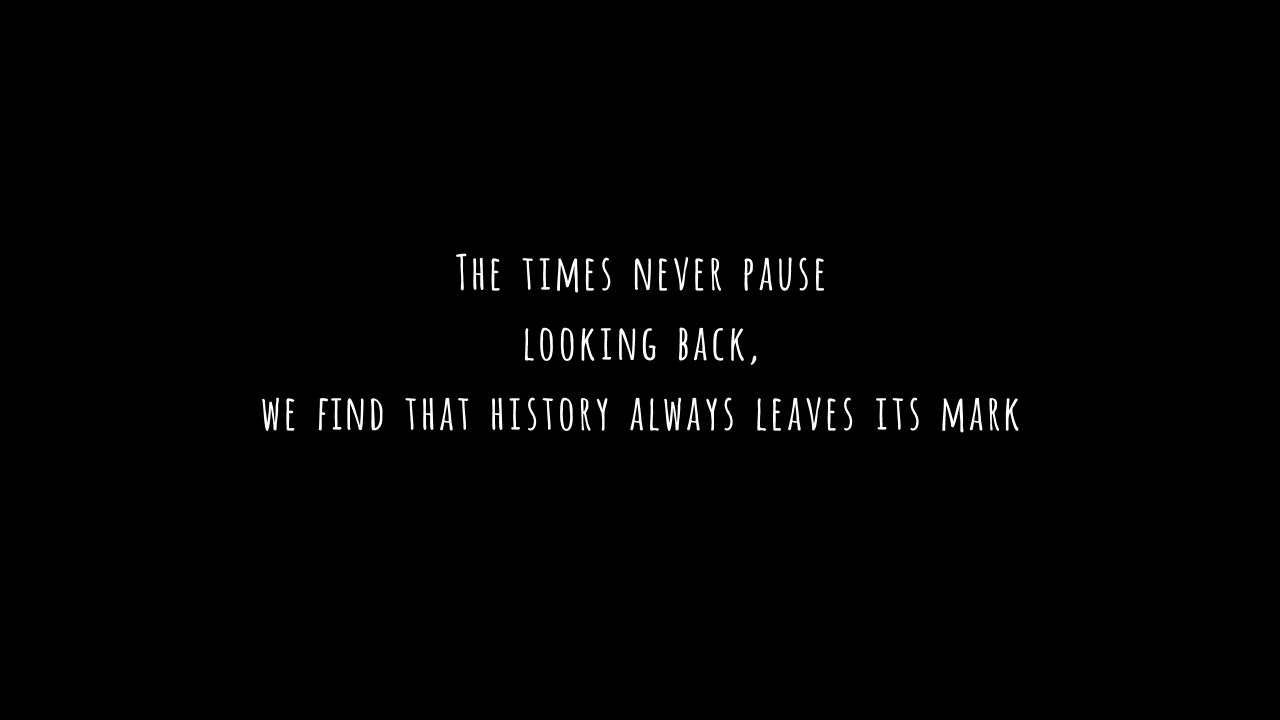 The times never pause
looking back,
we find that history always leaves its mark